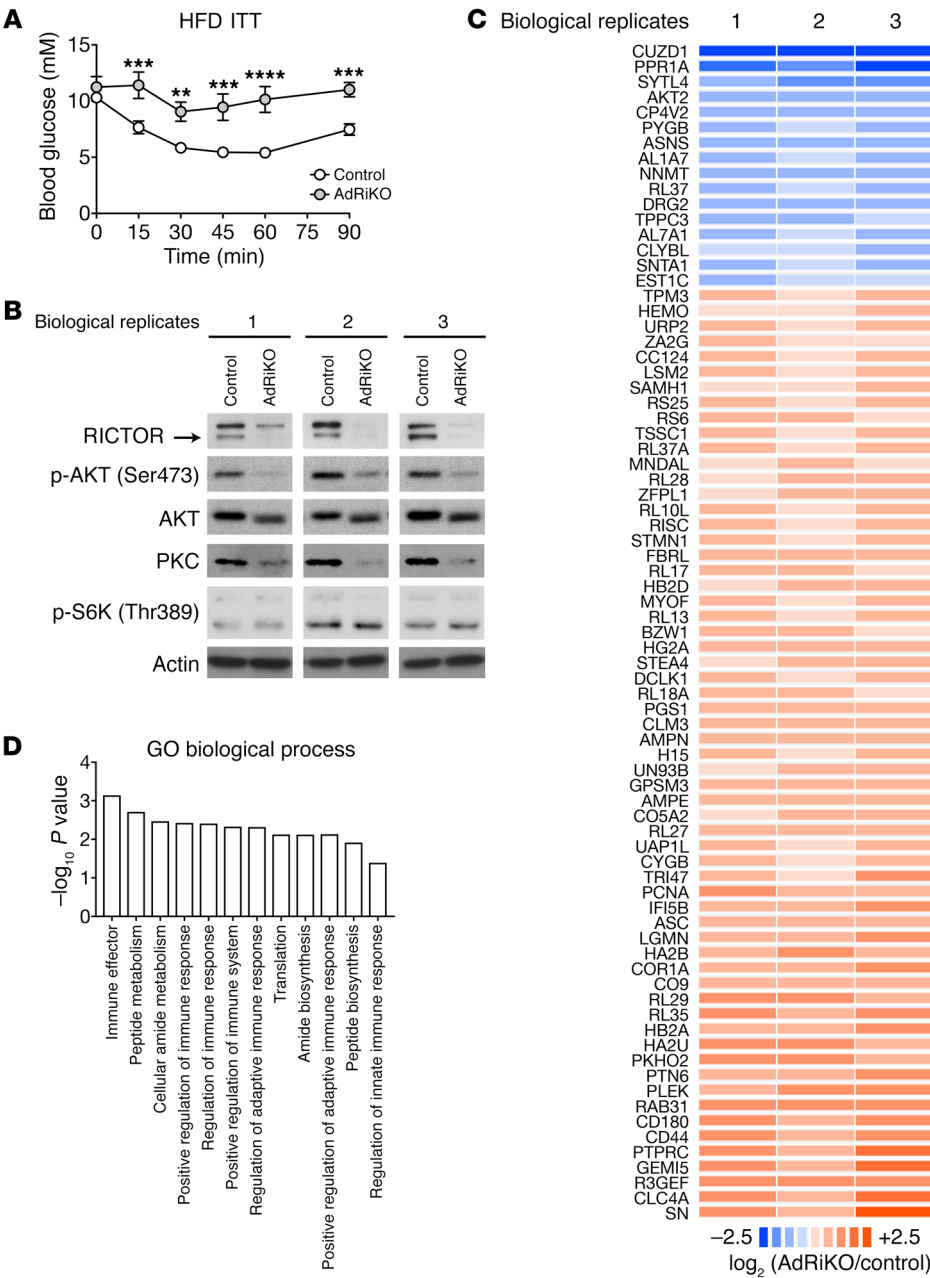 A
HFD ITT
Blood glucose (mM)
15
10
5
0
***
**
***
****
***
Control
AdRiKO
0 15 30 45 60 75 90
Time (min)
B
Biological replicates 1 2 3
Control AdRiKO Control AdRiKO Control AdRiKO
RICTOR
p-AKT (Ser473)
AKT
PKC
p-S6K (Thr389)
Actin
C
Biological replicates 1 2 3
CUZD1
PPR1A
SYTL4
AKT2
CP4V2
PYGB
ASNS
AL1A7
NNMT
RL37
DRG2
TPPC3
AL7A1
CLYBL
SNTA1
EST1C
TPM3
HEMO
URP2
ZA2G
CC124
LSM2
SAMH1
RS25
RS6
TSSC1
RL37A
MNDAL
RL28
ZFPL1
RL10L
RISC
STMN1
FBRL
RL17
HB2D
MYOF
RL13
BZW1
HG2A
STEA4
DCLK1
RL18A
PGS1
CLM3
AMPN
H15
UN93B
GPSM3
AMPE
CO5A2
RL27
UAP1L
CYGB
TRI47
PCNA
IFI5B
ASC
LGMN
HA2B
COR1A
CO9
RL29
RL35
HB2A
HA2U
PKHO2
PTN6
PLEK
RAB31
CD180
CD44
PTPRC
GEMI5
R3GEF
CLC4A
SN
−2.5 +2.5
log2 (AdRiKO/control)
D
GO biological process
−log10 P value
4
3
2
1
0
Immune effector
Peptide metabolism
Cellular amide metabolism
Positive regulation of immune response
Regulation of immune response
Positive regulation of immune system
Regulation of adaptive immune response
Translation
Amide biosynthesis
Positive regulation of adaptive immune response
Peptide biosynthesis
Regulation of innate immune response